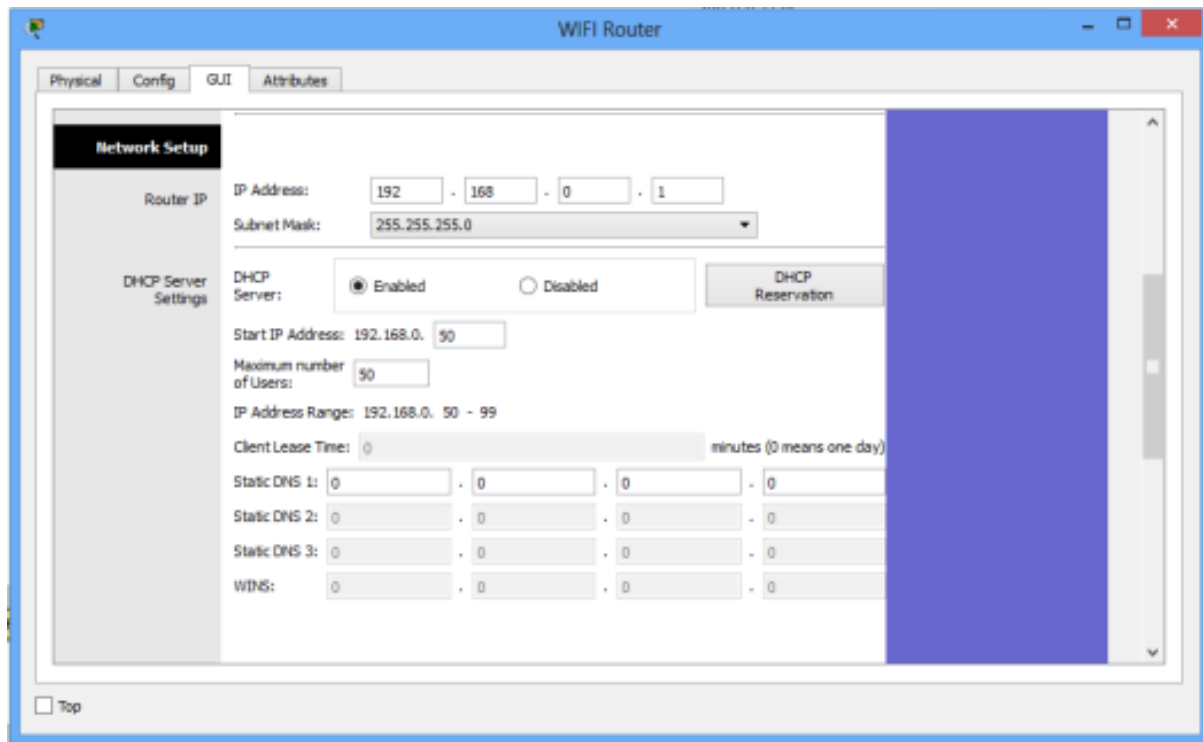 WIFI Router
Physical Config GUI Attributes
Network Setup
Router IP
IP Address: 192 . 168 . 0 . 1
Subnet Mask: 255.255.255.0
DHCP Server Settings
DHCP Server: Enabled Disabled
DHCP Reservation
Start IP Address: 192.168.0. 50
Maximum number of Users: 50
IP Address Range: 192.168.0. 50 - 99
Client Lease Time: 0 minutes (0 means one day)
Static DNS 1: 0 . 0 . 0 . 0
Static DNS 2: 0 . 0 . 0 . 0
Static DNS 3: 0 . 0 . 0 . 0
WINS: 0 . 0 . 0 . 0
Top